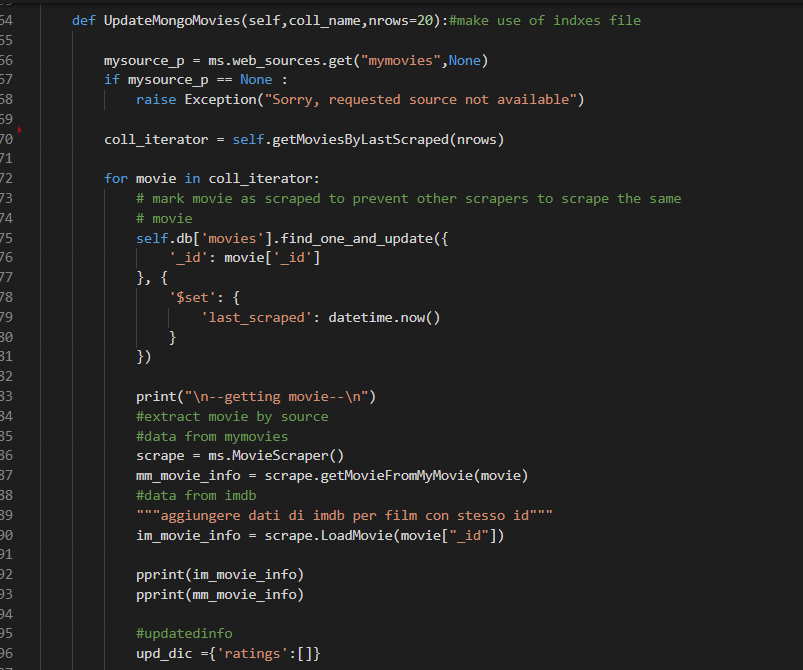 64 def UpdateMongoMovies(self,coll_name,nrows=20):#make use of indxes file
65
66 mysource_p = ms.web_sources.get("mymovies",None)
67 if mysource_p == None :
68 raise Exception("Sorry, requested source not available")
69
70 coll_iterator = self.getMoviesByLastScraped(nrows)
71
72 for movie in coll_iterator:
73 # mark movie as scraped to prevent other scrapers to scrape the same
74 # movie
75 self.db['movies'].find_one_and_update({
76 '_id': movie['_id']
77 }, {
78 '$set': {
79 'last_scraped': datetime.now()
80 }
81 })
82
83 print("\n--getting movie--\n")
84 #extract movie by source
85 #data from mymovies
86 scrape = ms.MovieScraper()
87 mm_movie_info = scrape.getMovieFromMyMovie(movie)
88 #data from imdb
89 """aggiungere dati di imdb per film con stesso id"""
90 im_movie_info = scrape.LoadMovie(movie["_id"])
91
92 pprint(im_movie_info)
93 pprint(mm_movie_info)
94
95 #updatedinfo
96 upd_dic ={'ratings':[]}